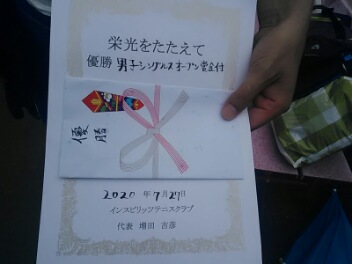 栄光をたたえて
優勝 男子シングルスオープン賞金付
優勝
2020年9月27日
インスピリッツテニスクラブ
代表 増田 吉彦